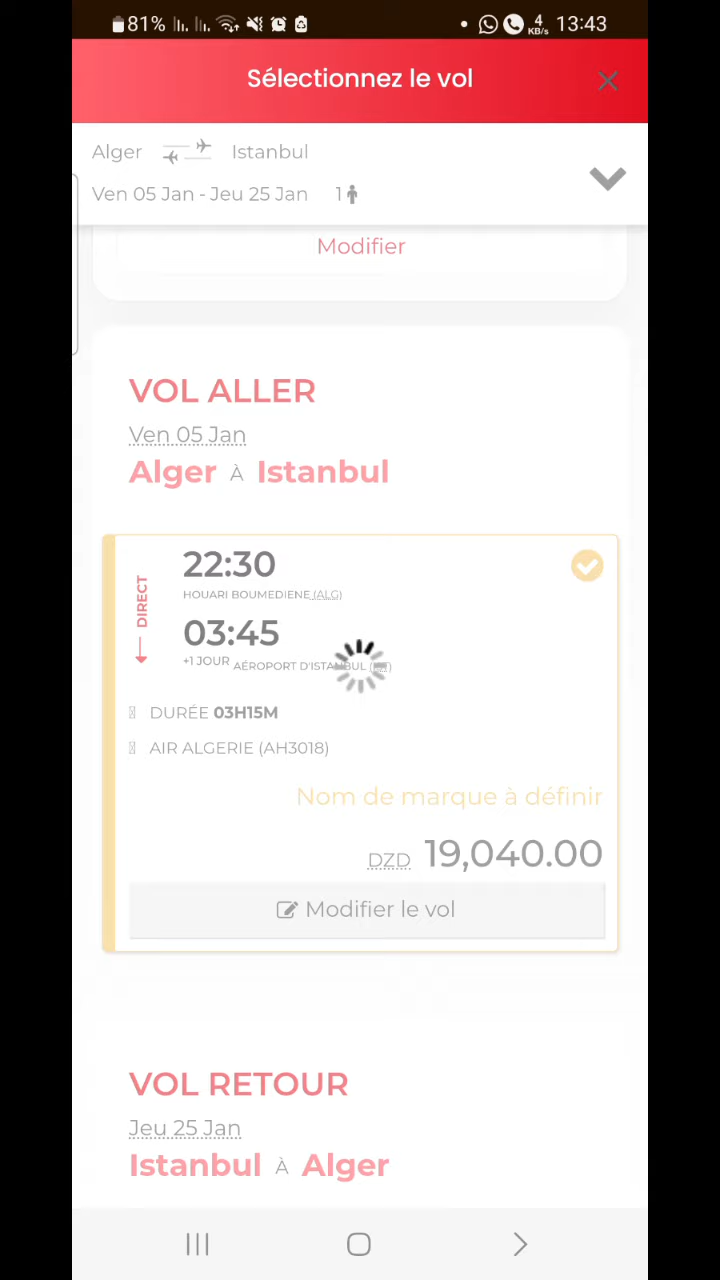 81% 4 KB/s 13:43
Sélectionnez le vol
Alger Istanbul
Ven 05 Jan - Jeu 25 Jan 1
Modifier
VOL ALLER
Ven 05 Jan
Alger À Istanbul
DIRECT
22:30
HOUARI BOUMEDIENE (ALG)
03:45
+1 JOUR AÉROPORT D'ISTANBUL
DURÉE 03H15M
AIR ALGERIE (AH3018)
Nom de marque à définir
DZD 19,040.00
Modifier le vol
VOL RETOUR
Jeu 25 Jan
Istanbul À Alger